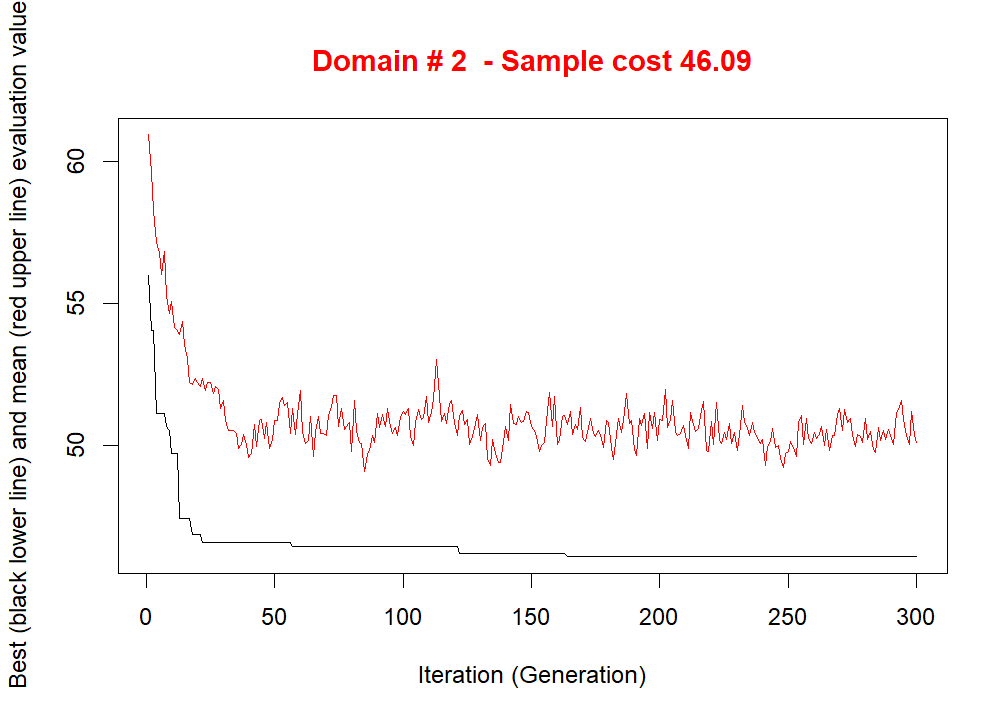 Domain # 2  - Sample cost 46.09
Best (black lower line) and mean (red upper line) evaluation value
60
55
50
0 50 100 150 200 250 300
Iteration (Generation)